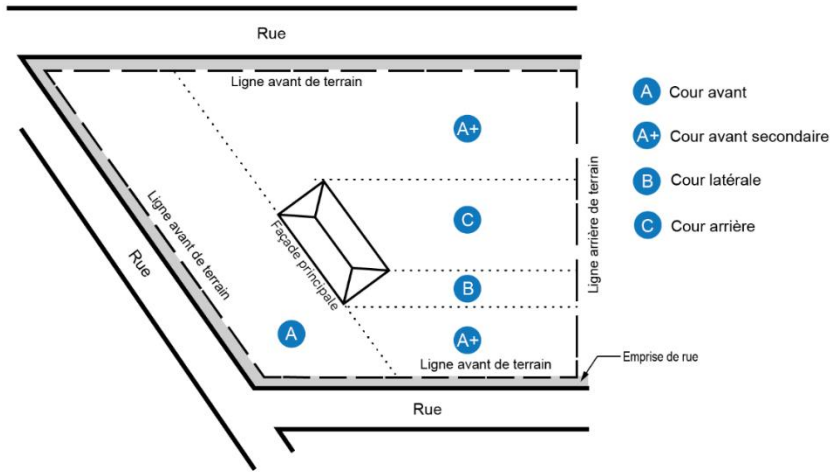 Rue
Ligne avant de terrain
A+
A Cour avant
A+ Cour avant secondaire
B Cour latérale
C Cour arrière
Ligne avant de terrain
Rue
Façade principale
C
Ligne arrière de terrain
B
A
A+
Ligne avant de terrain
Emprise de rue
Rue